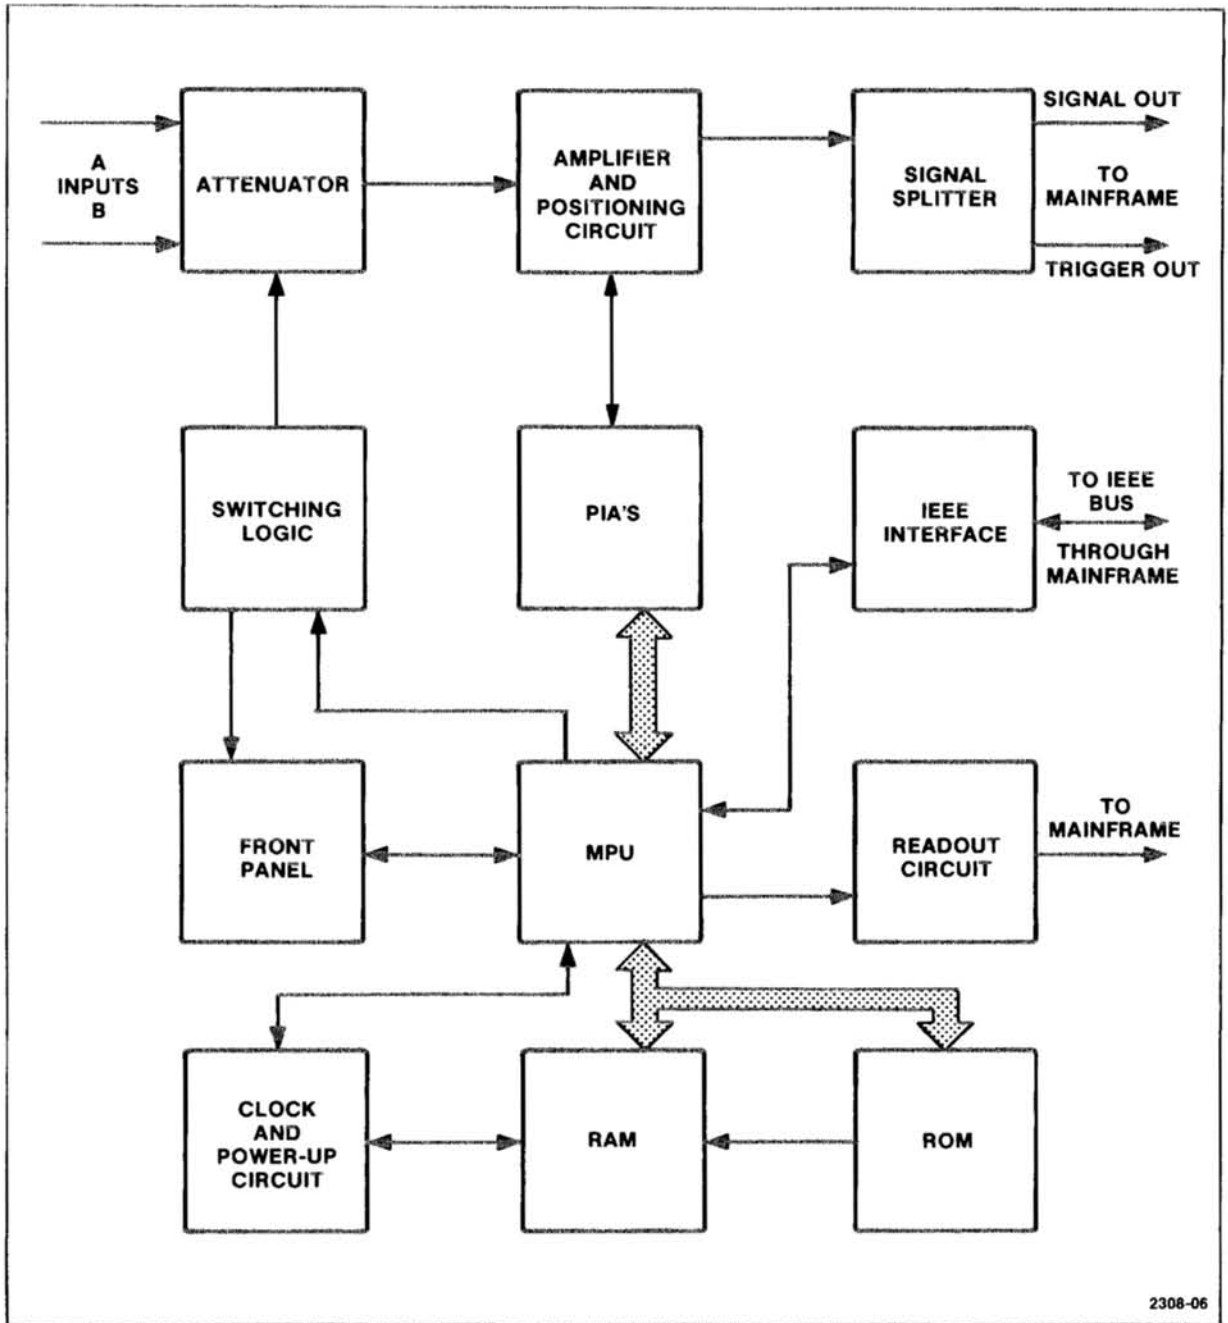 A
INPUTS
B
ATTENUATOR
AMPLIFIER
AND
POSITIONING
CIRCUIT
SIGNAL
SPLITTER
SIGNAL OUT
TO
MAINFRAME
TRIGGER OUT
SWITCHING
LOGIC
PIA'S
IEEE
INTERFACE
TO IEEE
BUS
THROUGH
MAINFRAME
FRONT
PANEL
MPU
READOUT
CIRCUIT
TO
MAINFRAME
CLOCK
AND
POWER-UP
CIRCUIT
RAM
ROM
2308-06